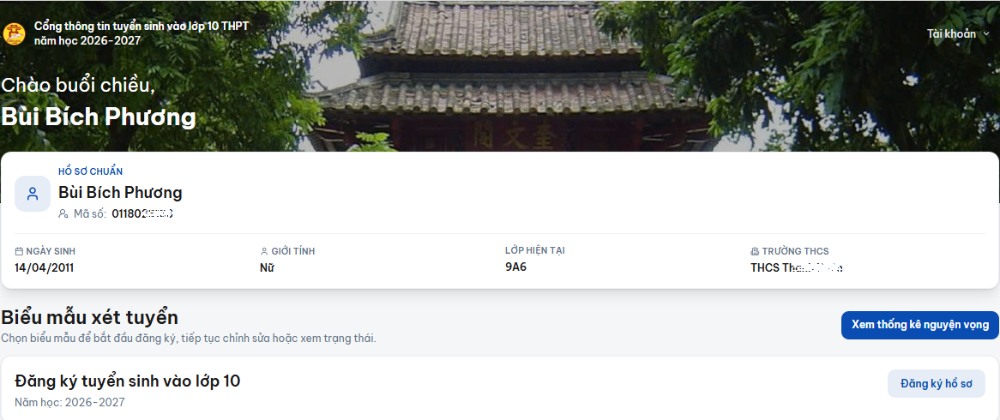 Cổng thông tin tuyển sinh vào lớp 10 THPT
năm học 2026-2027
Tài khoản
Chào buổi chiều,
Bùi Bích Phương
奎文閣
HỒ SƠ CHUẨN
Bùi Bích Phương
Mã số:
NGÀY SINH
14/04/2011
GIỚI TÍNH
Nữ
LỚP HIỆN TẠI
9A6
TRƯỜNG THCS
THCS
Biểu mẫu xét tuyển
Chọn biểu mẫu để bắt đầu đăng ký, tiếp tục chỉnh sửa hoặc xem trạng thái.
Xem thống kê nguyện vọng
Đăng ký tuyển sinh vào lớp 10
Năm học: 2026-2027
Đăng ký hồ sơ